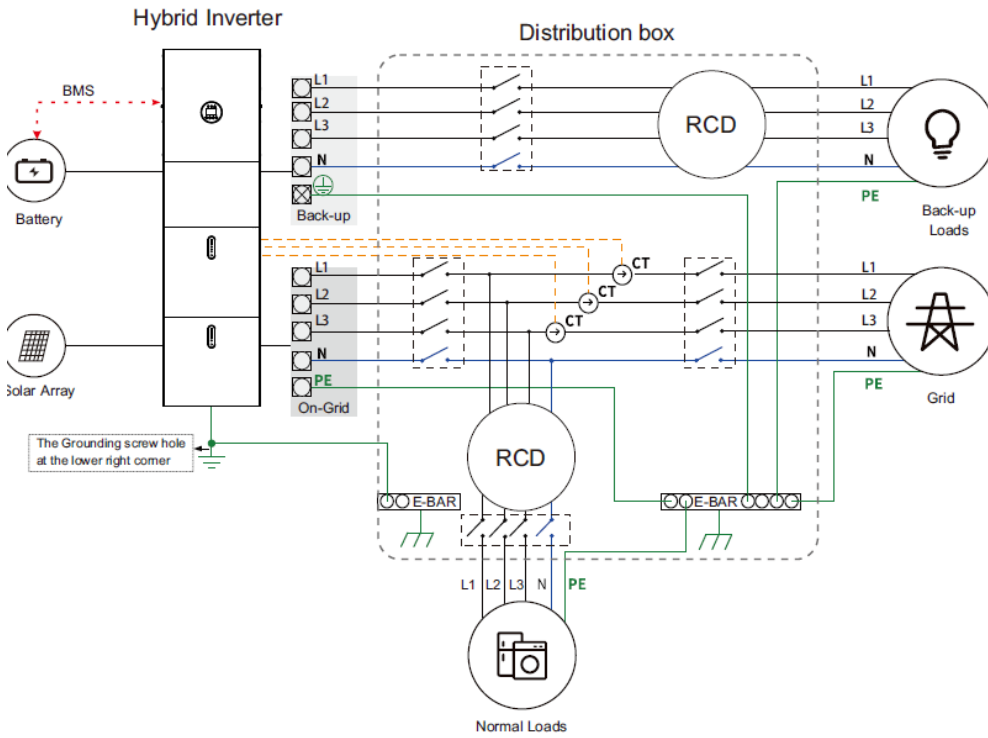 Hybrid Inverter
Distribution box
BMS
Battery
Solar Array
L1
L2
L3
N
Back-up
RCD
L1
L2
L3
N
PE
Back-up
Loads
L1
L2
L3
N
PE
On-Grid
CT
CT
CT
L1
L2
L3
N
PE
Grid
The Grounding screw hole
at the lower right corner
RCD
E-BAR
E-BAR
L1 L2 L3 N PE
Normal Loads